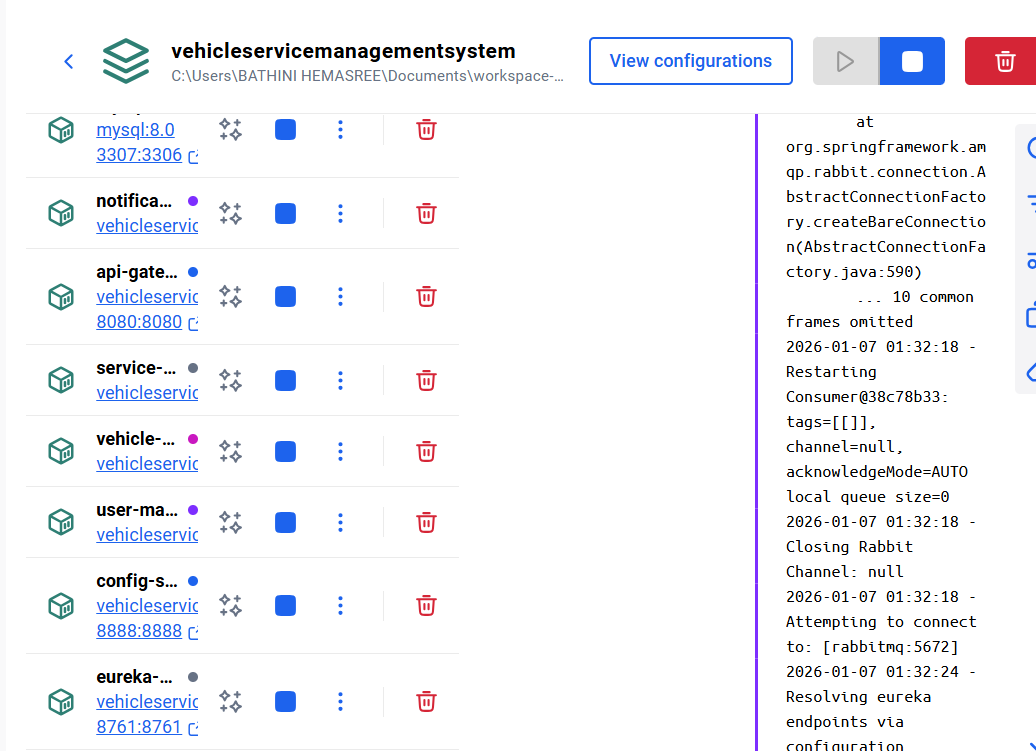 vehicleservicemanagementsystem
C:\Users\BATHINI HEMASREE\Documents\workspace-...
View configurations
mysql:8.0
3307:3306
notifica...
vehicleservic
api-gate...
vehicleservic
8080:8080
service-...
vehicleservic
vehicle-...
vehicleservic
user-ma...
vehicleservic
config-s...
vehicleservic
8888:8888
eureka-...
vehicleservic
8761:8761
at
org.springframework.am
qp.rabbit.connection.A
bstractConnectionFacto
ry.createBareConnectio
n(AbstractConnectionFa
ctory.java:590)
... 10 common
frames omitted
2026-01-07 01:32:18 -
Restarting
Consumer@38c78b33:
tags=[[]],
channel=null,
acknowledgeMode=AUTO
local queue size=0
2026-01-07 01:32:18 -
Closing Rabbit
Channel: null
2026-01-07 01:32:18 -
Attempting to connect
to: [rabbitmq:5672]
2026-01-07 01:32:24 -
Resolving eureka
endpoints via
configuration